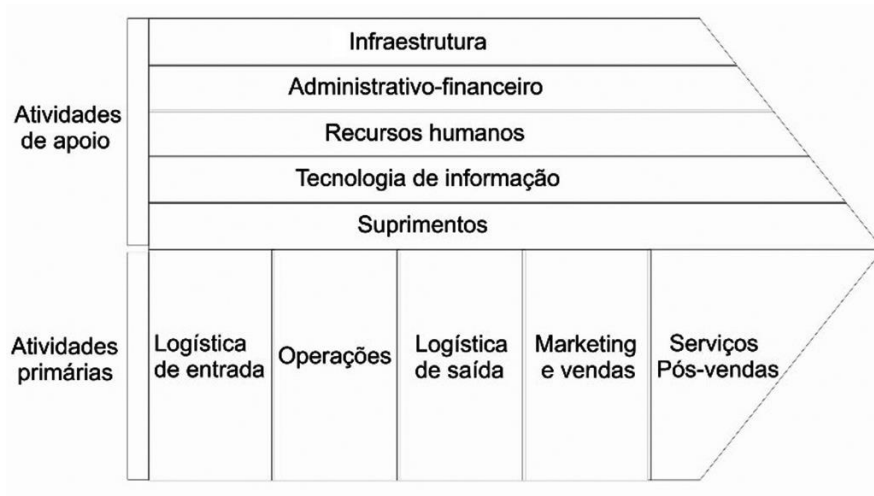 Infraestrutura
Administrativo-financeiro
Atividades
de apoio
Recursos humanos
Tecnologia de informação
Suprimentos
Atividades
primárias
Logística
de entrada
Operações
Logística
de saída
Marketing
e vendas
Serviços
Pós-vendas